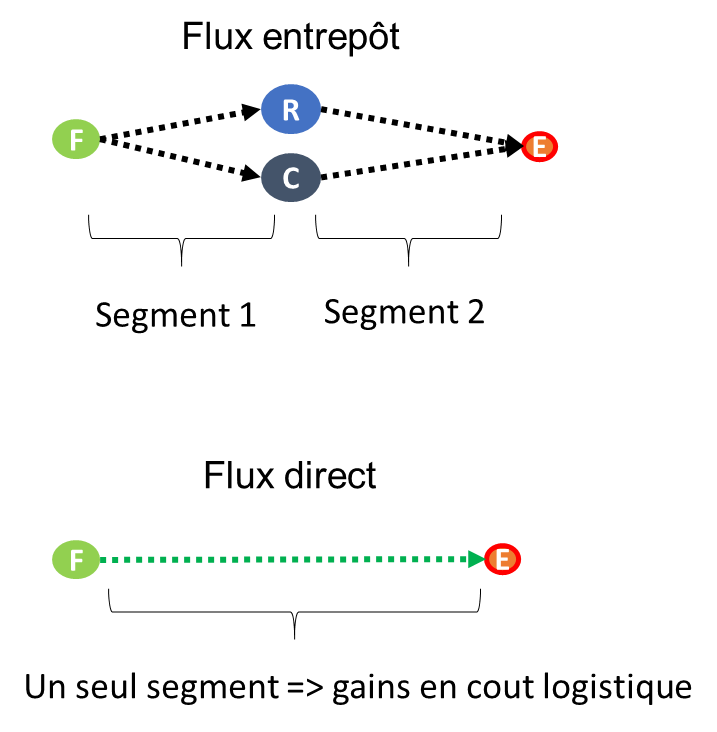 Flux entrepôt
R
F
E
C
Segment 1
Segment 2
Flux direct
F
E
Un seul segment => gains en cout logistique